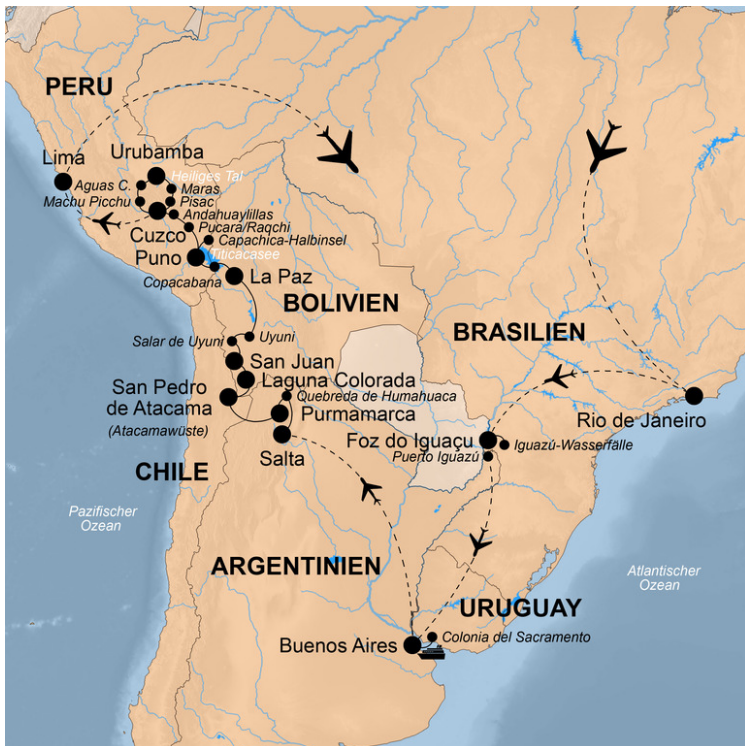 PERU
Lima
Urubamba
Heiliges Tal
Aguas C.
Maras
Machu Picchu
Pisac
Andahuaylillas
Cuzco
Pucara/Raqchi
Capachica-Halbinsel
Puno
Titicacasee
Copacabana
La Paz
BOLIVIEN
BRASILIEN
Salar de Uyuni
Uyuni
San Juan
Laguna Colorada
San Pedro
de Atacama
(Atacamawüste)
Quebreda de Humahuaca
Purmamarca
Salta
Rio de Janeiro
Foz do Iguaçu
Iguazú-Wasserfälle
Puerto Iguazú
CHILE
Pazifischer
Ozean
ARGENTINIEN
Atlantischer
Ozean
URUGUAY
Buenos Aires
Colonia del Sacramento